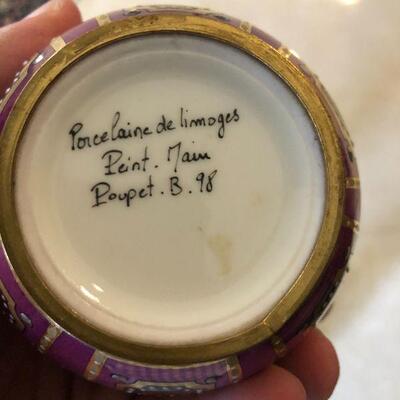 Porcelaine de limoges
Peint. Main
Poupet. B. 98